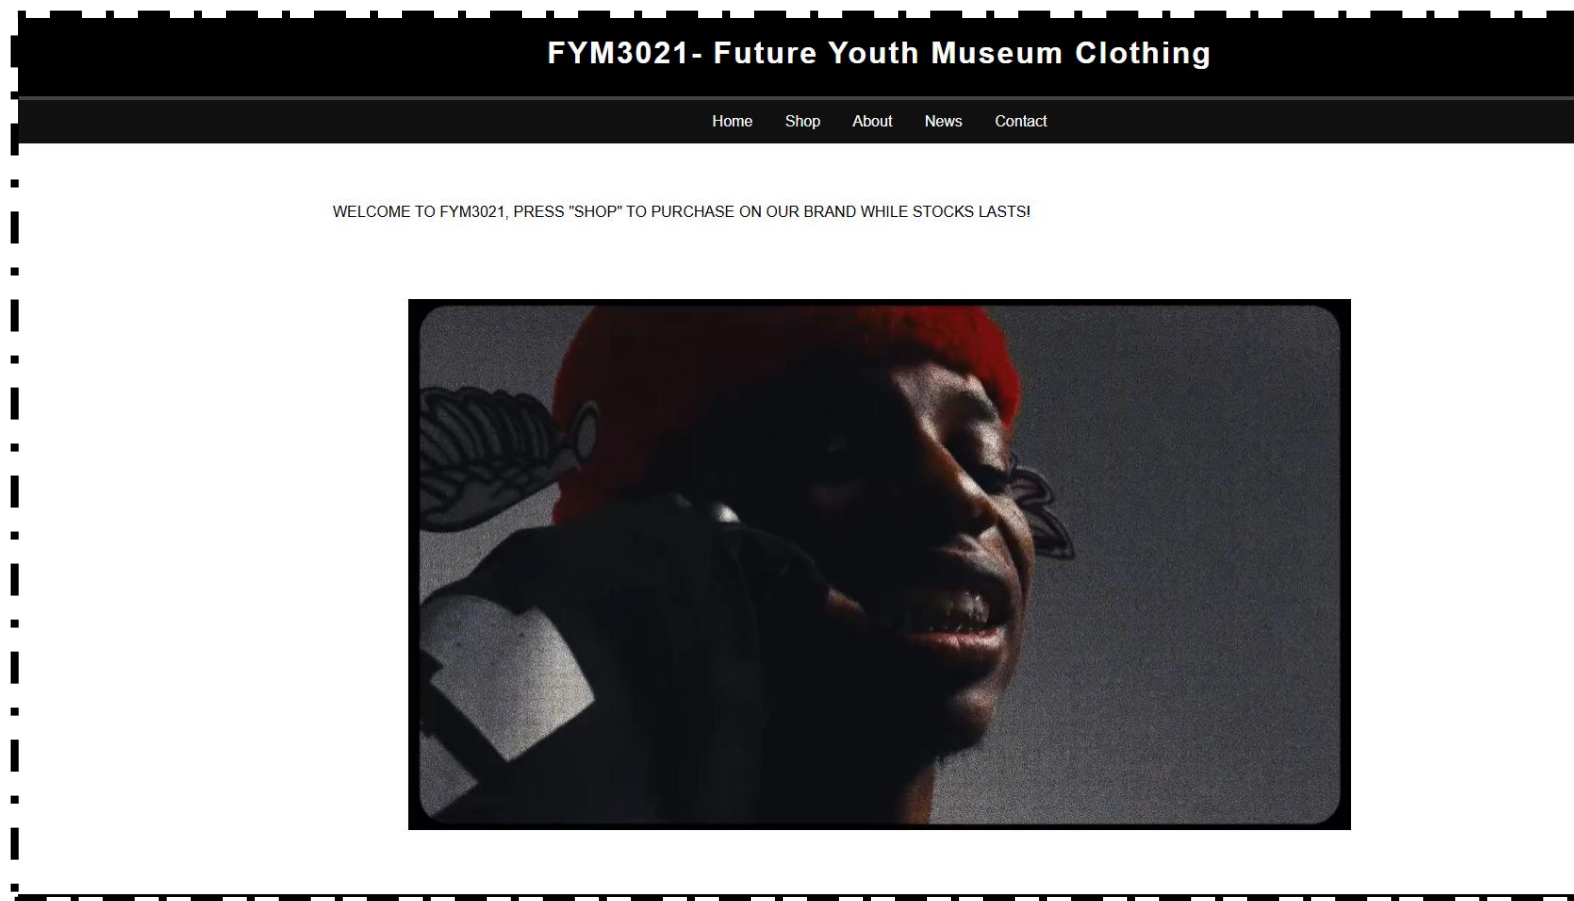 FYM3021- Future Youth Museum Clothing
Home Shop About News Contact
WELCOME TO FYM3021, PRESS "SHOP" TO PURCHASE ON OUR BRAND WHILE STOCKS LASTS!